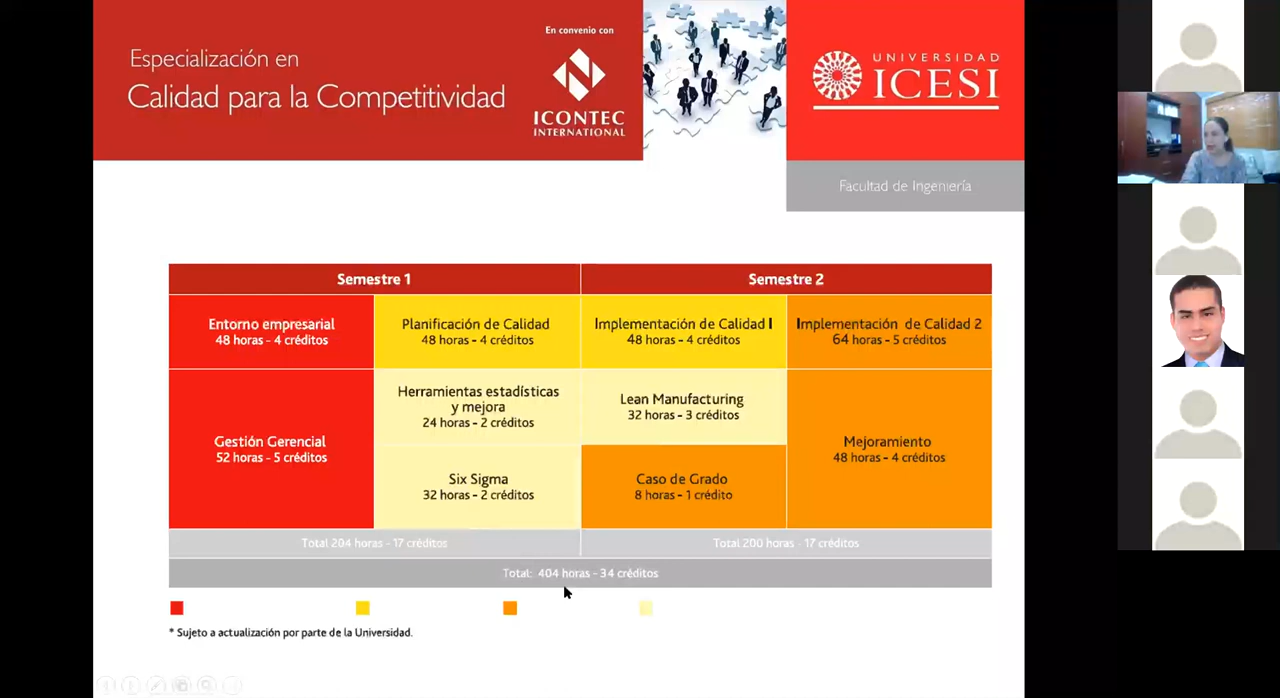 Especialización en
Calidad para la Competitividad
En convenio con
ICONTEC
INTERNATIONAL
UNIVERSIDAD
ICESI
Facultad de Ingeniería
Semestre 1
Semestre 2
Entorno empresarial
48 horas - 4 créditos
Planificación de Calidad
48 horas - 4 créditos
Implementación de Calidad I
48 horas - 4 créditos
Implementación de Calidad 2
64 horas - 5 créditos
Gestión Gerencial
52 horas - 5 créditos
Herramientas estadísticas
y mejora
24 horas - 2 créditos
Lean Manufacturing
32 horas - 3 créditos
Mejoramiento
48 horas - 4 créditos
Six Sigma
32 horas - 2 créditos
Caso de Grado
8 horas - 1 crédito
Total 204 horas - 17 créditos
Total 200 horas - 17 créditos
Total: 404 horas - 34 créditos
* Sujeto a actualización por parte de la Universidad.